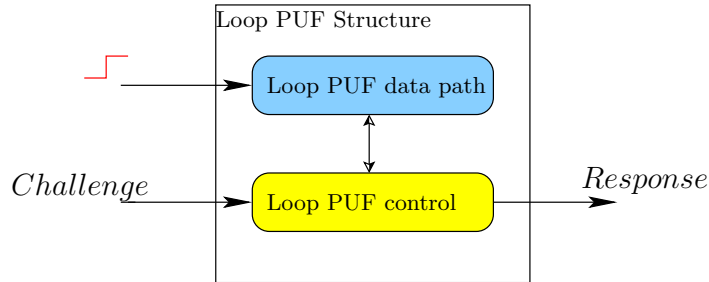 Loop PUF Structure
Loop PUF data path
Challenge
Loop PUF control
Response